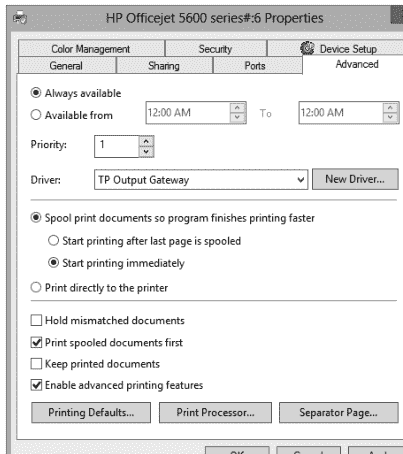 HP Officejet 5600 series#:6 Properties
Color Management Security Device Setup
General Sharing Ports Advanced
Always available
Available from 12:00 AM To 12:00 AM
Priority: 1
Driver: TP Output Gateway New Driver...
Spool print documents so program finishes printing faster
Start printing after last page is spooled
Start printing immediately
Print directly to the printer
Hold mismatched documents
Print spooled documents first
Keep printed documents
Enable advanced printing features
Printing Defaults... Print Processor... Separator Page...